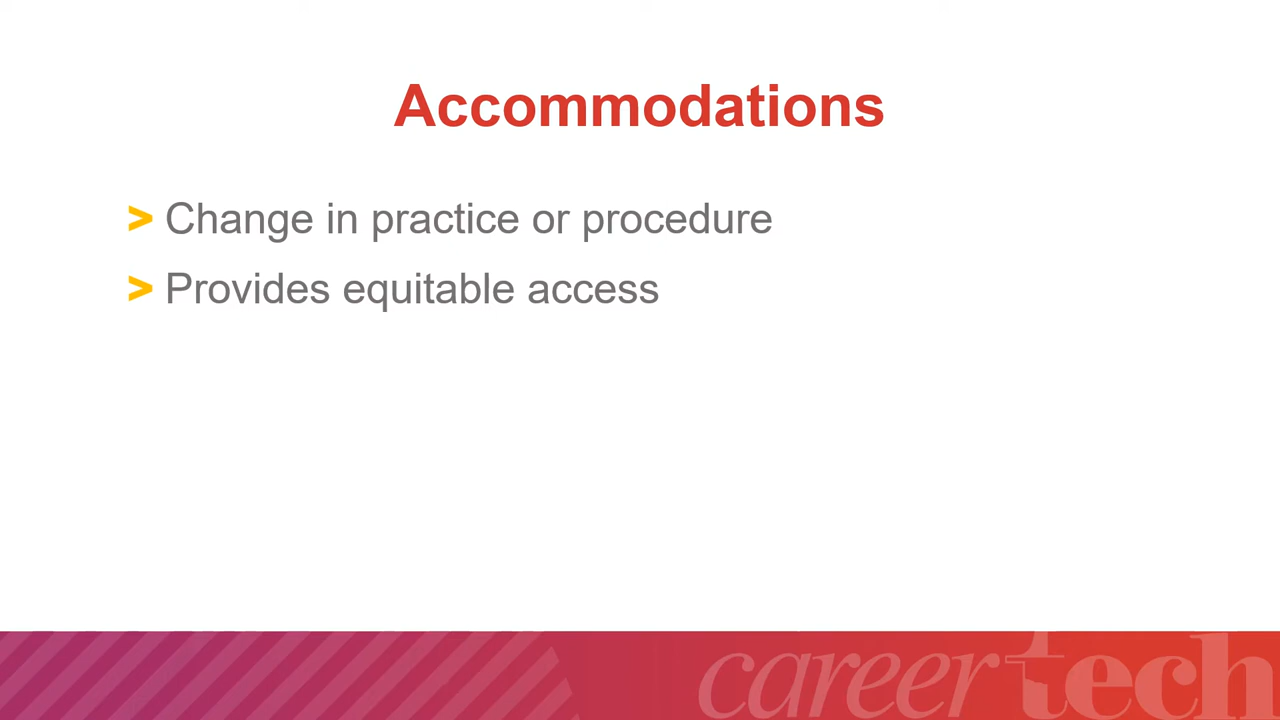 Accommodations
> Change in practice or procedure
> Provides equitable access
careertech